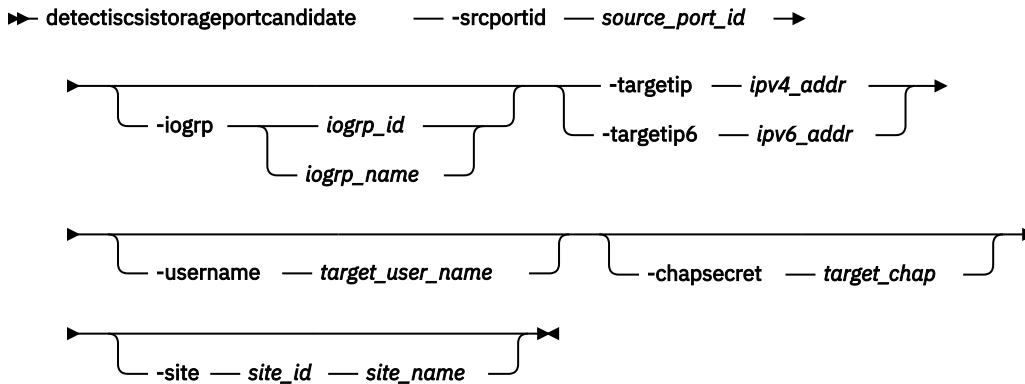 detectiscsistorageportcandidate -srcportid source_port_id
-iogrp iogrp_id -targetip ipv4_addr
iogrp_name -targetip6 ipv6_addr
-username target_user_name -chapsecret target_chap
-site site_id site_name